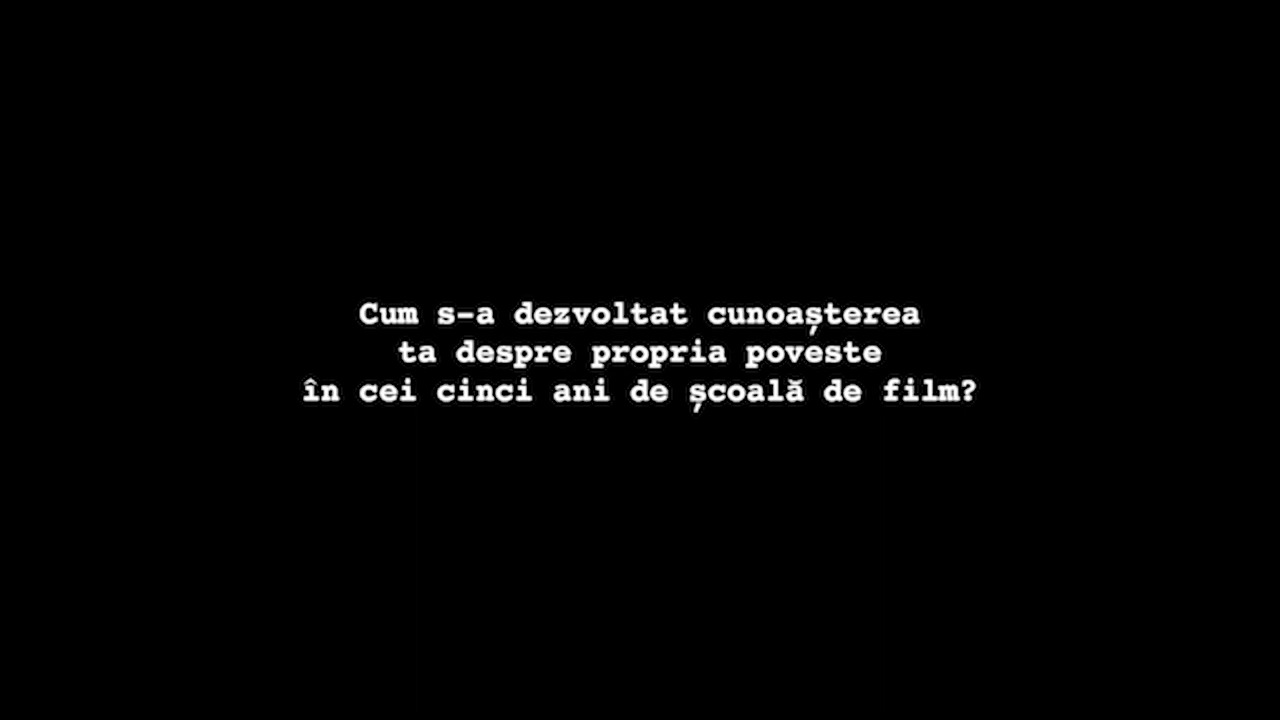 Cum s-a dezvoltat cunoașterea
ta despre propria poveste
în cei cinci ani de școală de film?